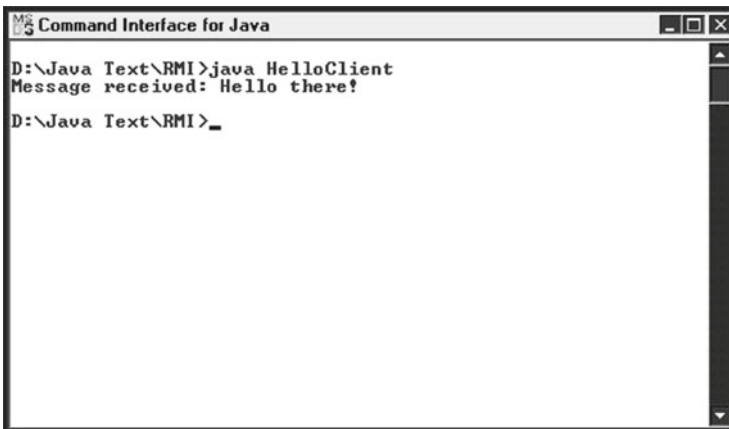 Command Interface for Java
D:\Java Text\RMI>java HelloClient
Message received: Hello there!
D:\Java Text\RMI>_